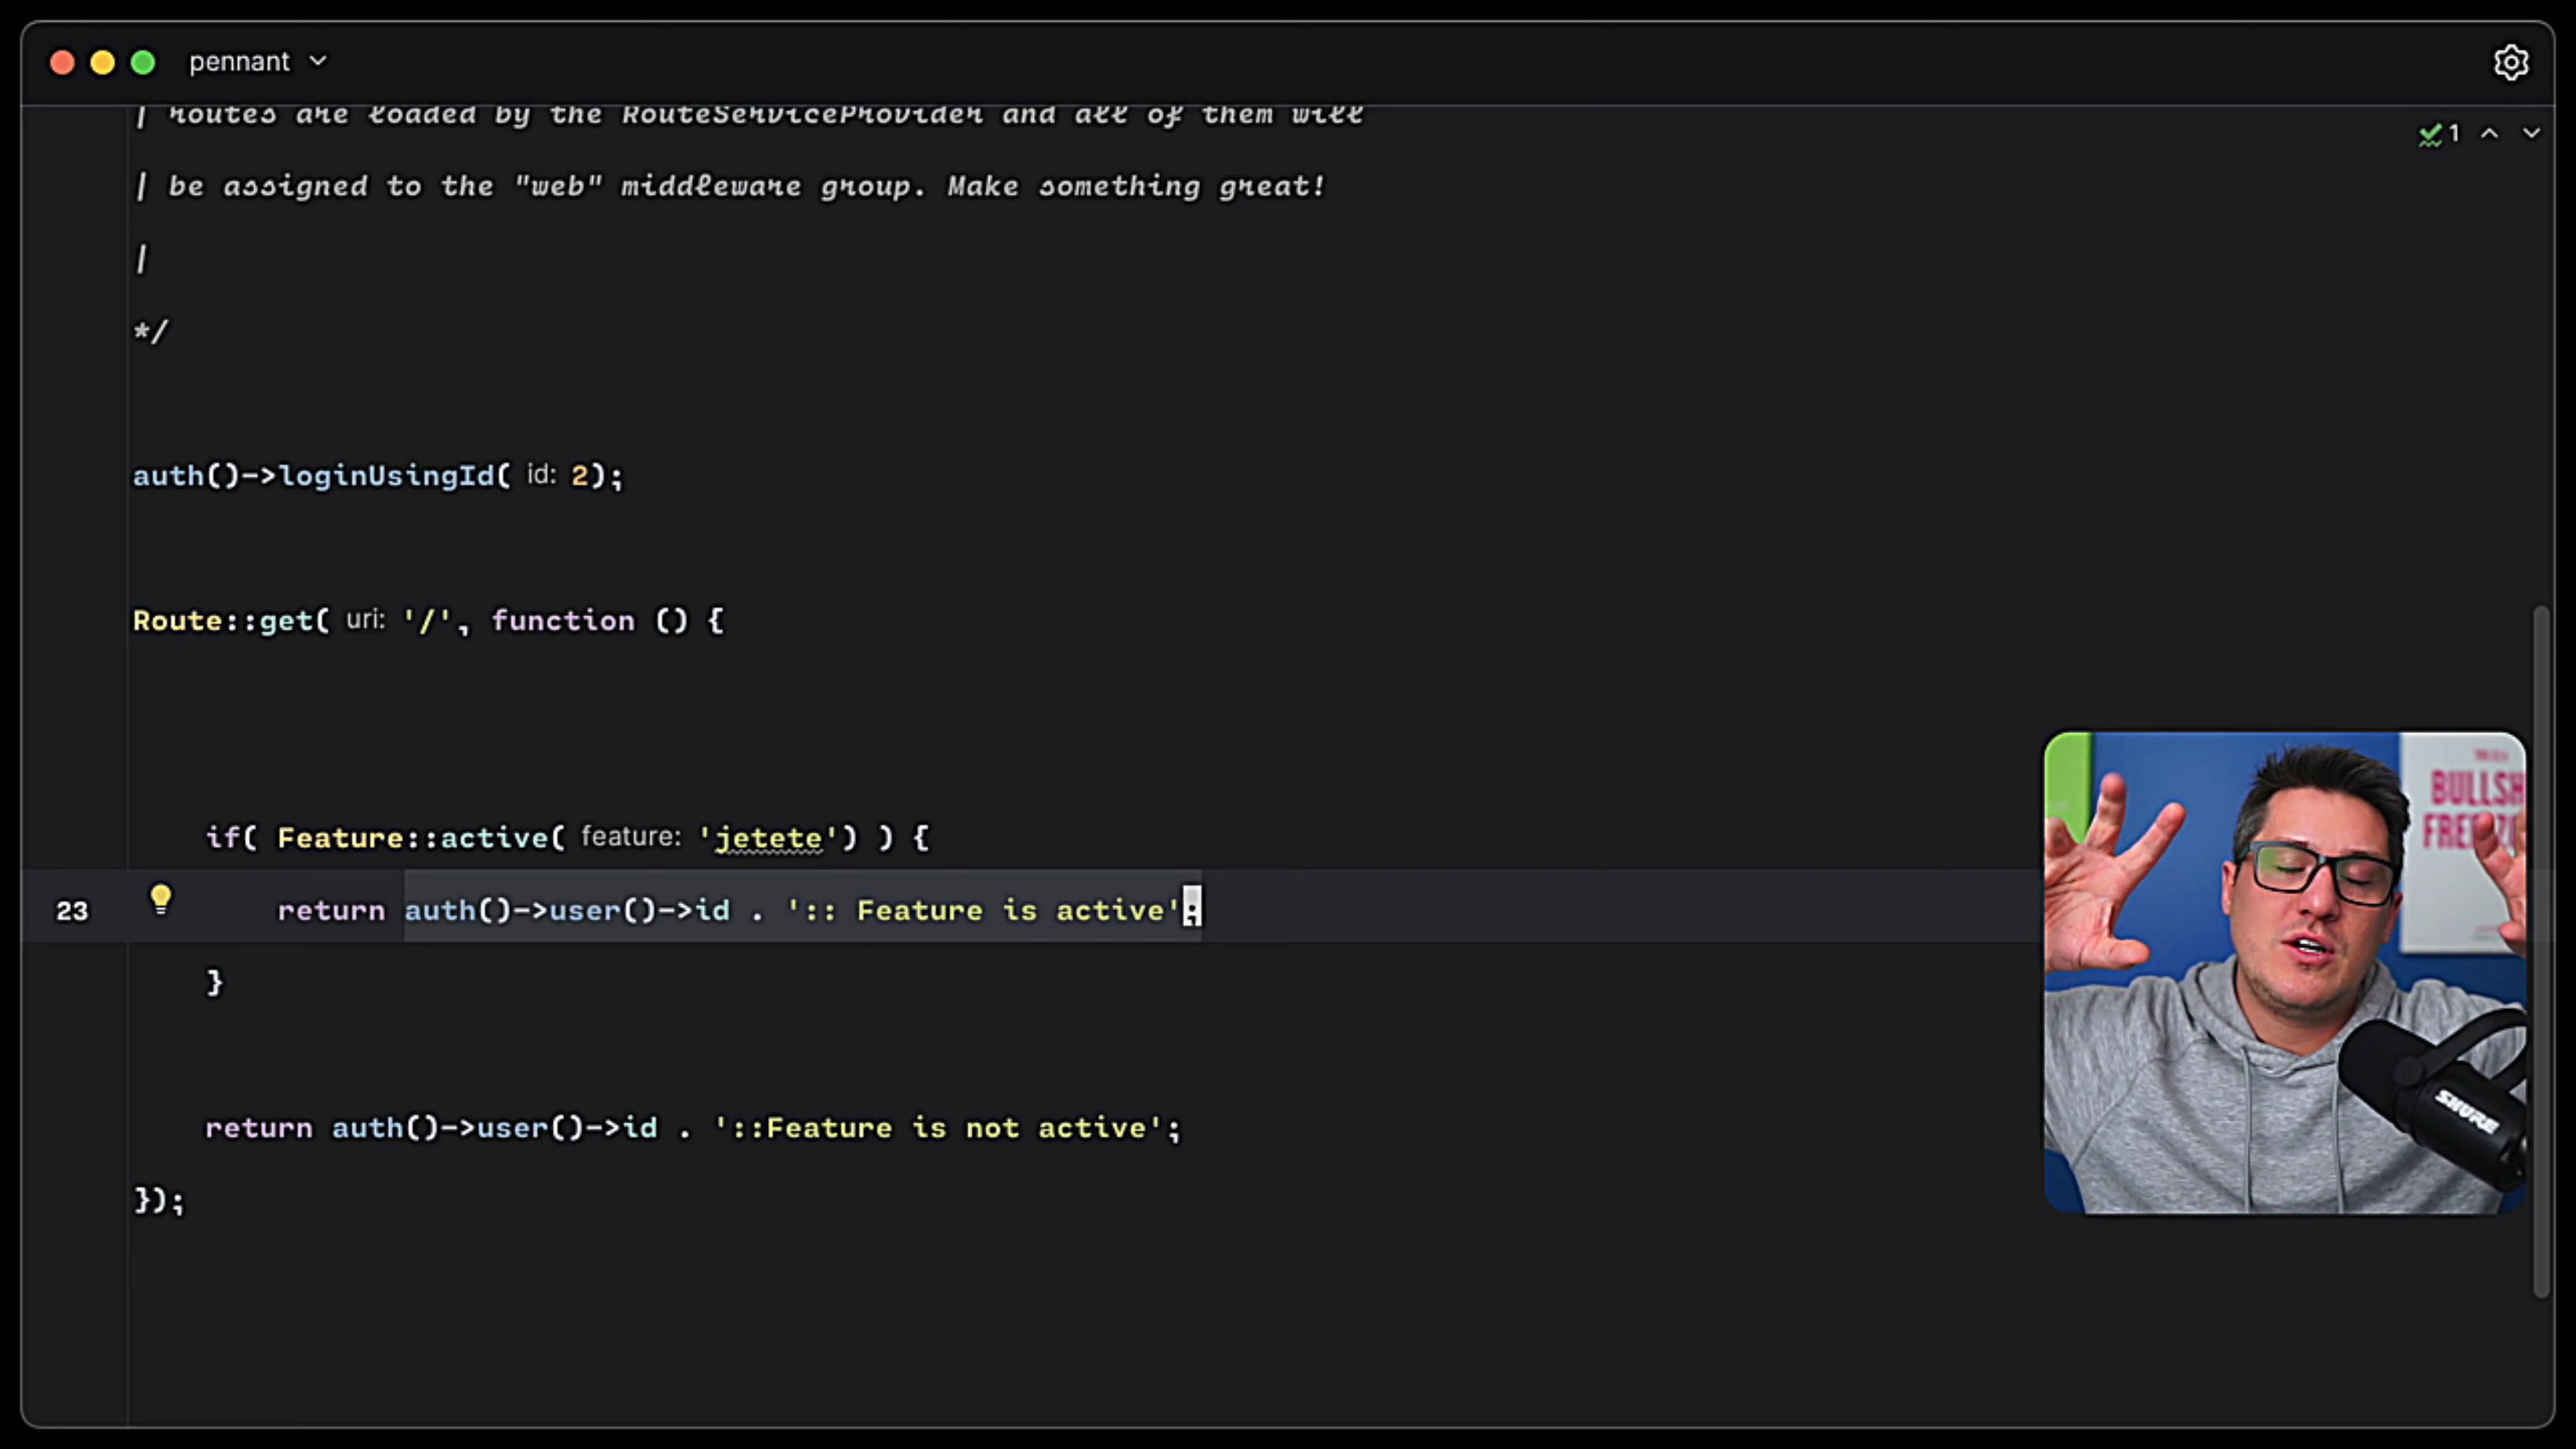 pennant
| routes are loaded by the RouteServiceProvider and all of them will
1
| be assigned to the "web" middleware group. Make something great!
|
*/
auth()->loginUsingId( id: 2);
Route::get( uri: '/', function () {
if( Feature::active( feature: 'jetete') ) {
23 return auth()->user()->id . ':: Feature is active';
}
return auth()->user()->id . '::Feature is not active';
});
SHURE